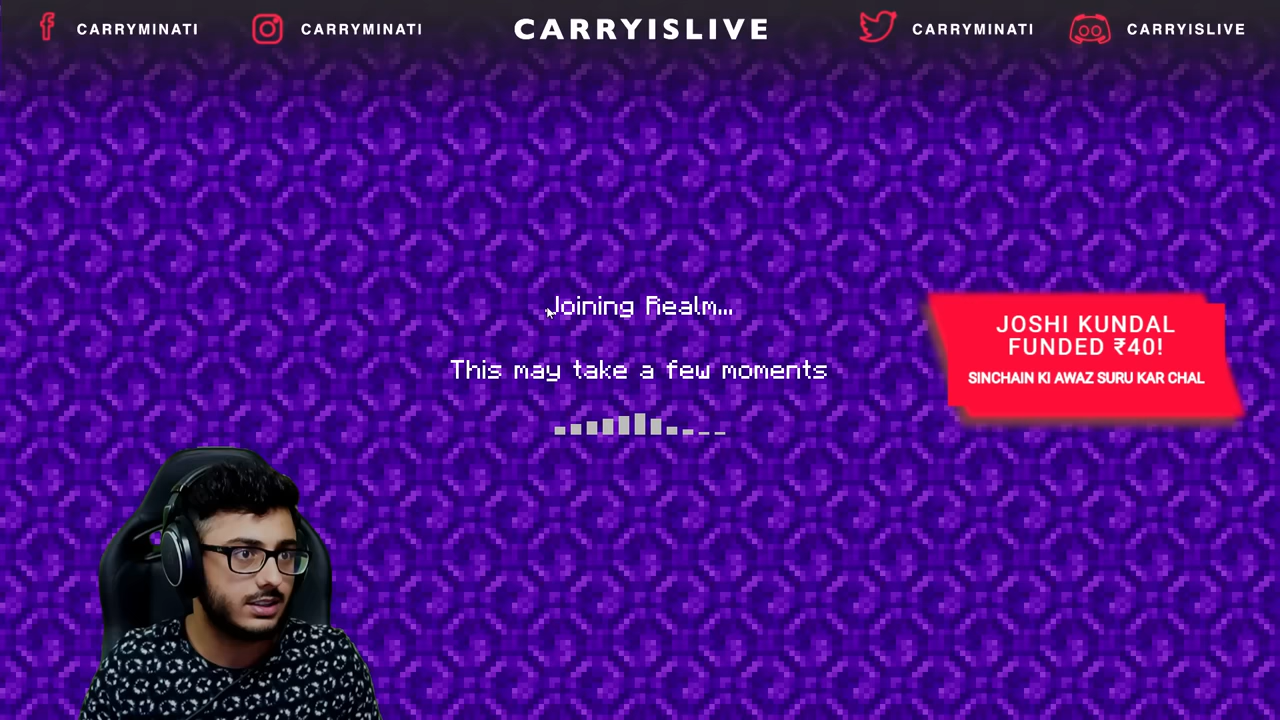 CARRYMINATI
CARRYMINATI
CARRYISLIVE
CARRYMINATI
CARRYISLIVE
Joining Realm...
This may take a few moments
JOSHI KUNDAL
FUNDED ₹40!
SINCHAIN KI AWAZ SURU KAR CHAL